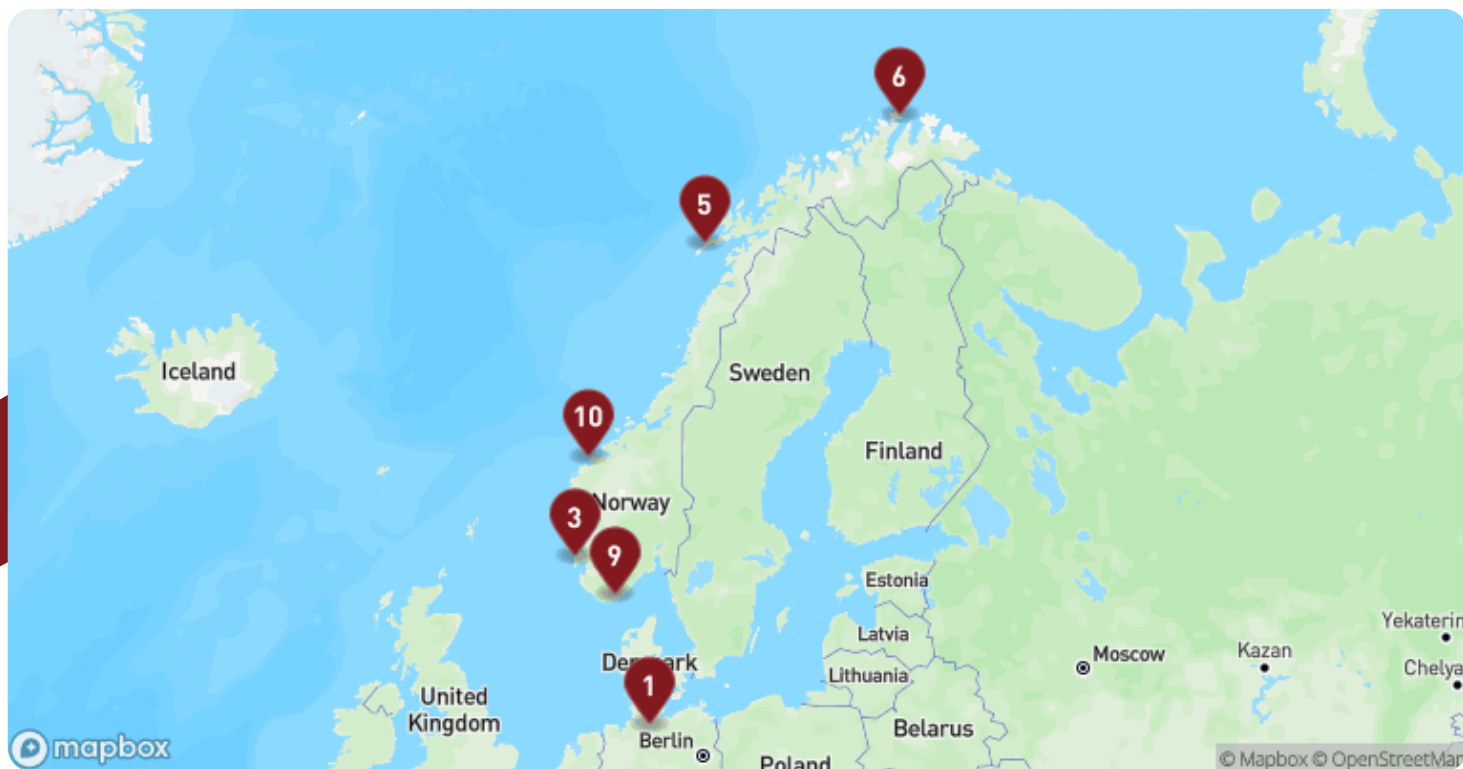 6
5
Iceland
Sweden
10
Finland
Norway
3
9
Estonia
Yekaterin
Latvia
Kazan
Moscow
Denmark
Chelya
Lithuania
1
United
Kingdom
Belarus
Berlin
Poland
mapbox
© Mapbox © OpenStreetMap